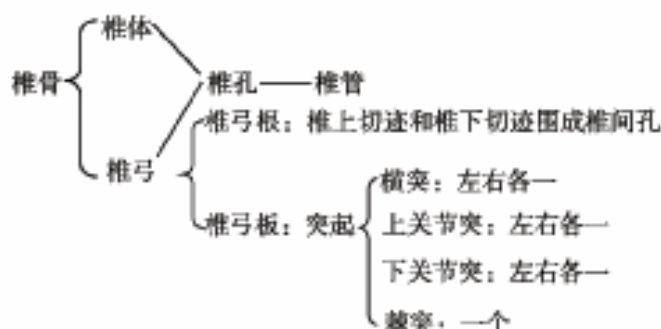 椎体
椎骨
椎孔——椎管
椎弓根：椎上切迹和椎下切迹围成椎间孔
椎弓
横突：左右各一
椎弓板：突起
上关节突：左右各一
下关节突：左右各一
棘突：一个